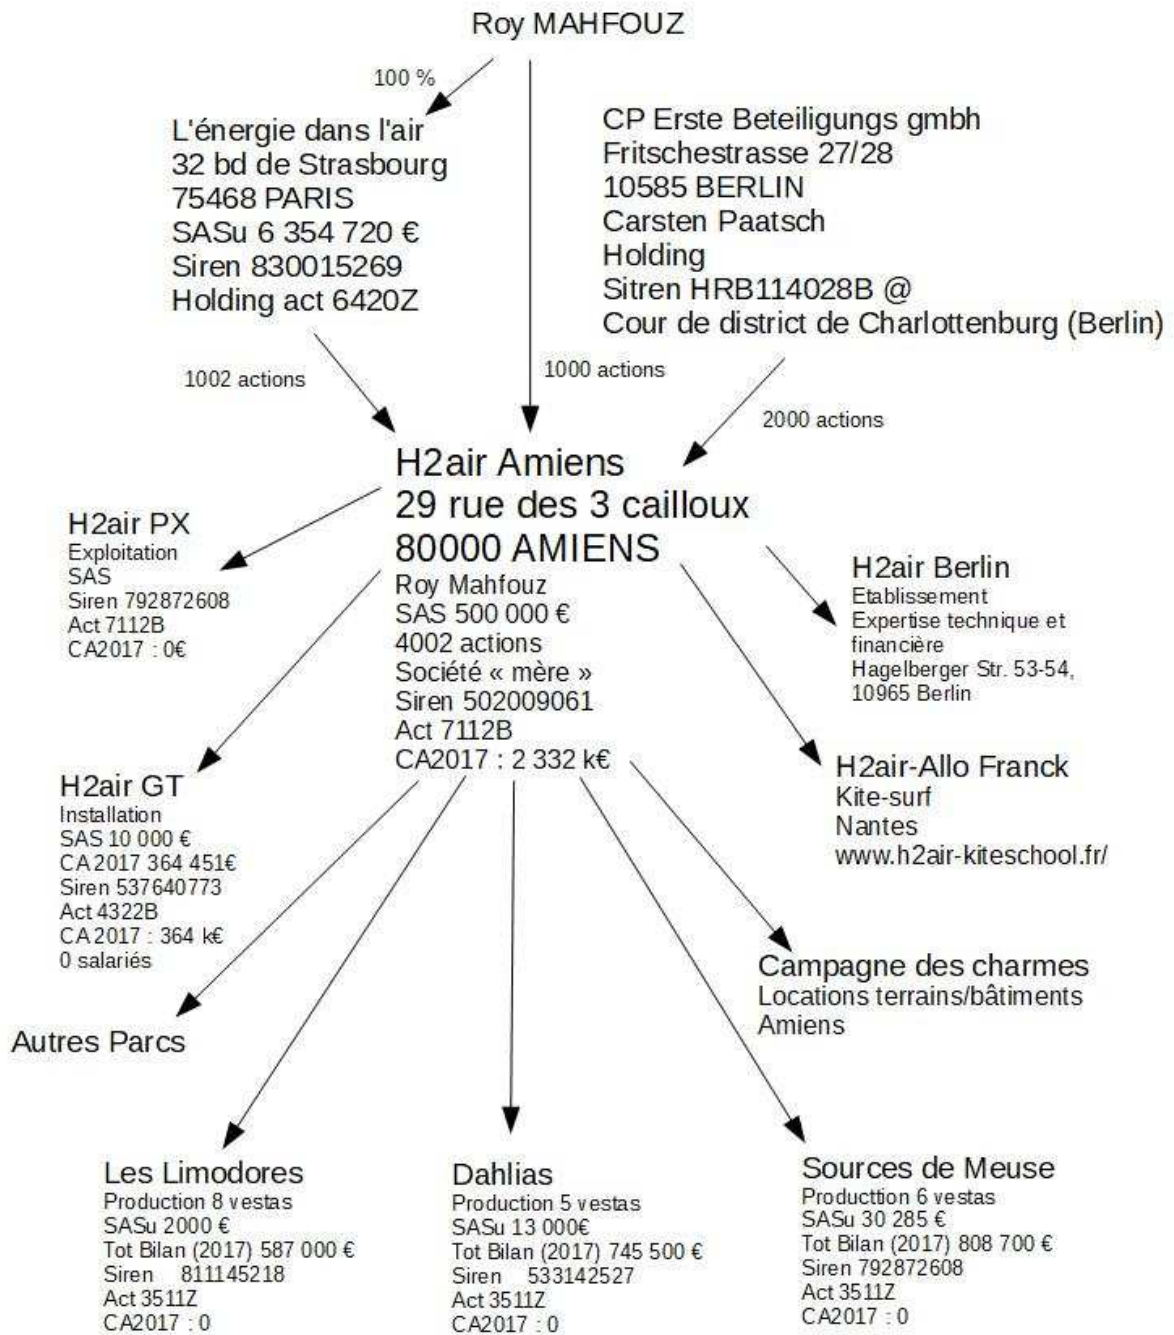 Roy MAHFOUZ
100 %
L'énergie dans l'air
32 bd de Strasbourg
75468 PARIS
SASu 6 354 720 €
Siren 830015269
Holding act 6420Z
CP Erste Beteiligungs gmbh
Fritschestrasse 27/28
10585 BERLIN
Carsten Paatsch
Holding
Sitren HRB114028B @
Cour de district de Charlottenburg (Berlin)
1002 actions
1000 actions
2000 actions
H2air Amiens
29 rue des 3 cailloux
80000 AMIENS
Roy Mahfouz
SAS 500 000 €
4002 actions
Société « mère »
Siren 502009061
Act 7112B
CA2017 : 2 332 k€
H2air PX
Exploitation
SAS
Siren 792872608
Act 7112B
CA2017 : 0€
H2air Berlin
Etablissement
Expertise technique et
financière
Hagelberger Str. 53-54,
10965 Berlin
H2air GT
Installation
SAS 10 000 €
CA 2017 364 451€
Siren 537640773
Act 4322B
CA 2017 : 364 k€
0 salariés
H2air-Allo Franck
Kite-surf
Nantes
www.h2air-kiteschool.fr/
Campagne des charmes
Locations terrains/bâtiments
Amiens
Autres Parcs
Les Limodores
Production 8 vestas
SASu 2000 €
Tot Bilan (2017) 587 000 €
Siren 811145218
Act 3511Z
CA2017 : 0
Dahlias
Production 5 vestas
SASu 13 000€
Tot Bilan (2017) 745 500 €
Siren 533142527
Act 3511Z
CA2017 : 0
Sources de Meuse
Producttion 6 vestas
SASu 30 285 €
Tot Bilan (2017) 808 700 €
Siren 792872608
Act 3511Z
CA2017 : 0